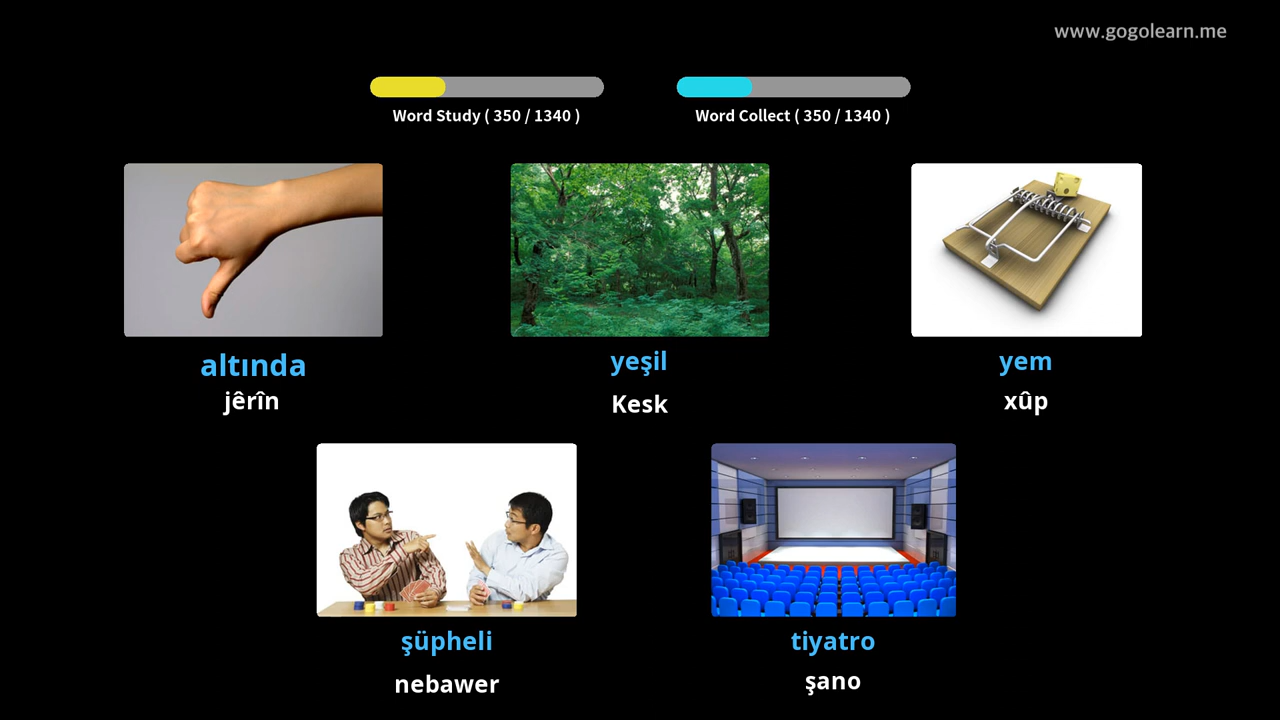 www.gogolearn.me
Word Study ( 350 / 1340 )
Word Collect ( 350 / 1340 )
altında
jêrîn
yeşil
Kesk
yem
xûp
şüpheli
nebawer
tiyatro
şano